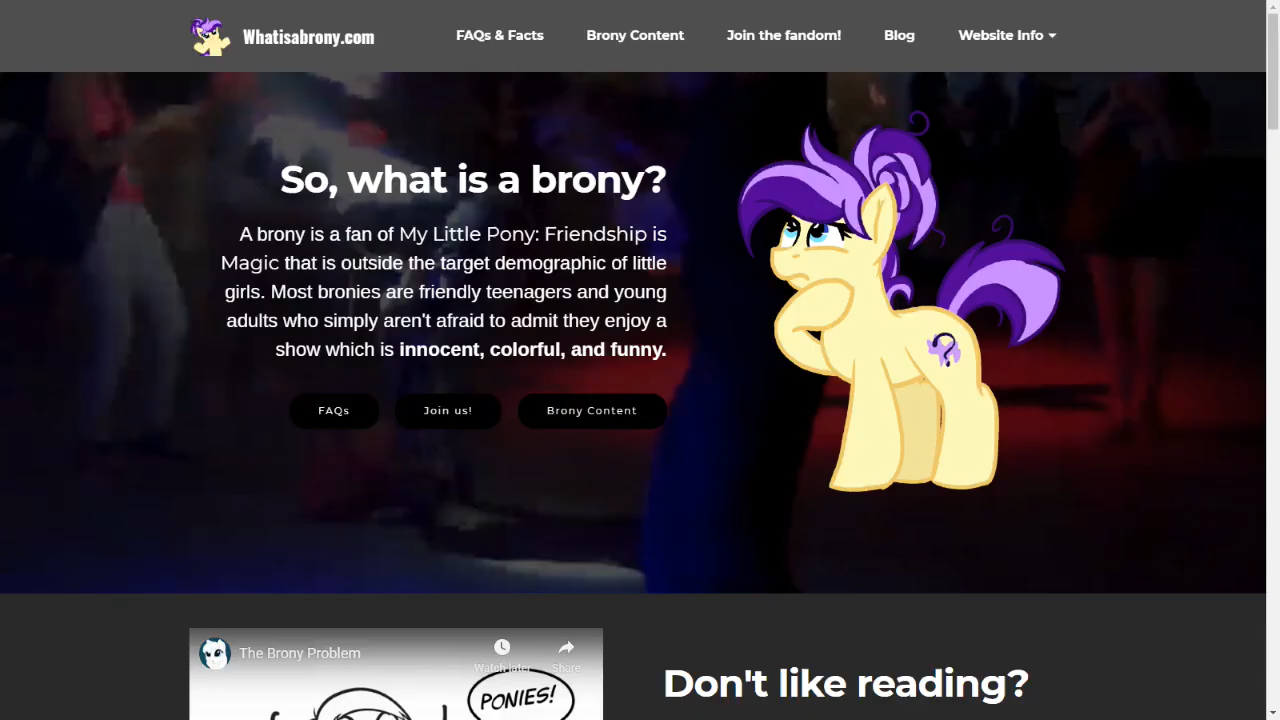 Whatisabrony.com
FAQs & Facts
Brony Content
Join the fandom!
Blog
Website Info
So, what is a brony?
A brony is a fan of My Little Pony: Friendship is
Magic that is outside the target demographic of little
girls. Most bronies are friendly teenagers and young
adults who simply aren't afraid to admit they enjoy a
show which is innocent, colorful, and funny.
FAQs
Join us!
Brony Content
The Brony Problem
Watch later
Share
PONIES!
Don't like reading?